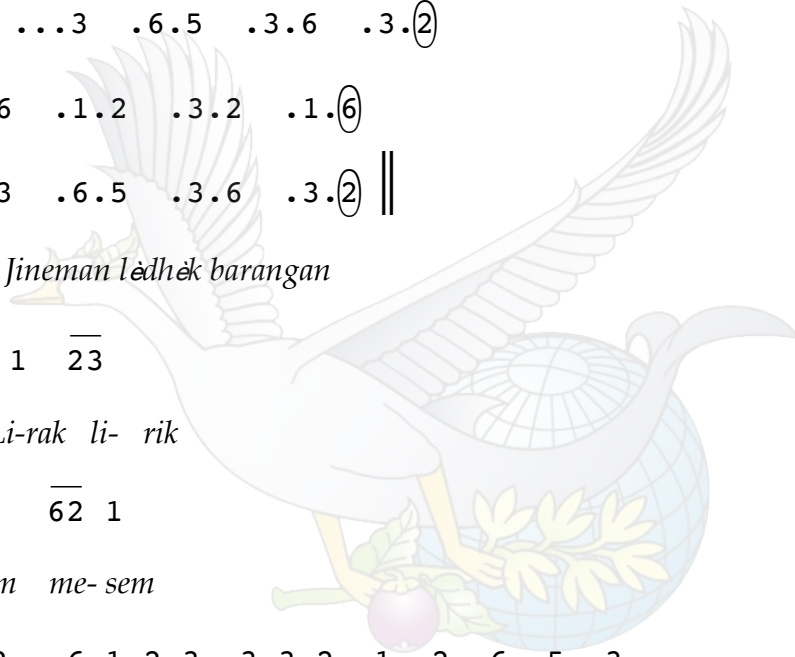 ...3 .6.5 .3.6 .3.2
6 .1.2 .3.2 .1.6
3 .6.5 .3.6 .3.2
Jineman lèdhèk barangan
1 23
i-rak li- rik
62 1
me- sem